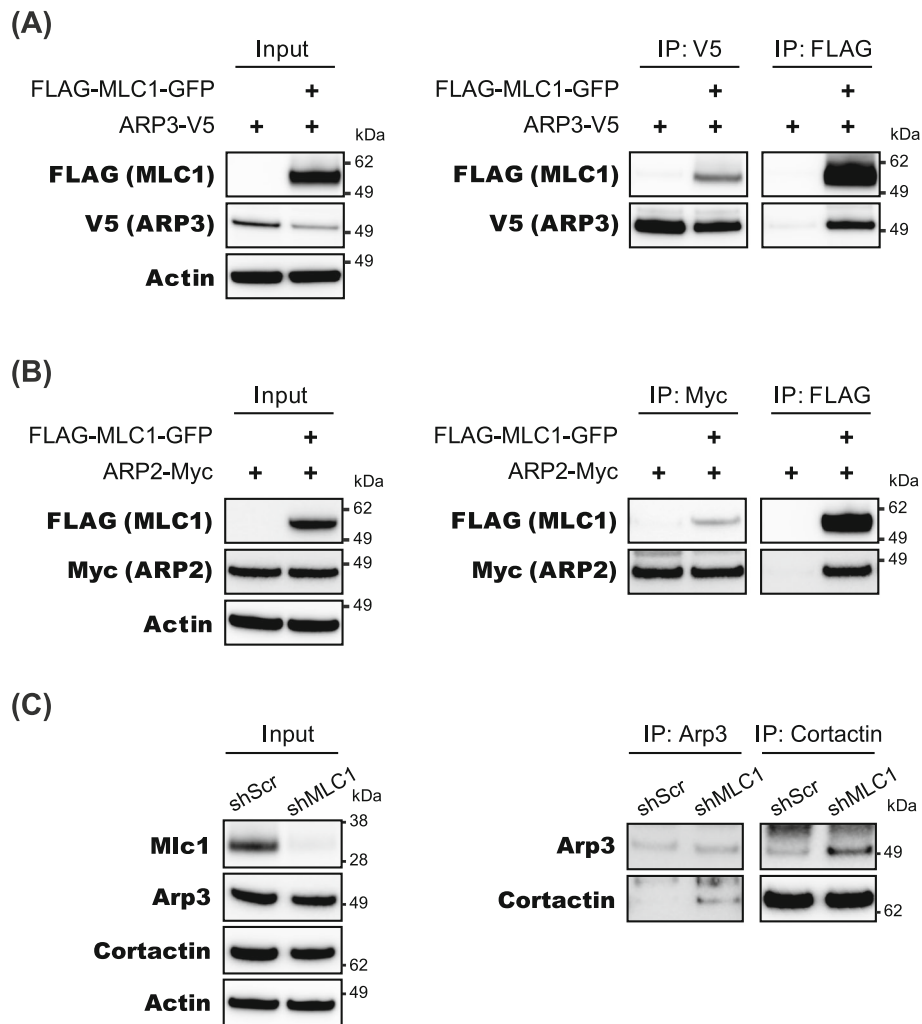 (A)
Input
IP: V5 IP: FLAG
FLAG-MLC1-GFP + FLAG-MLC1-GFP + +
ARP3-V5 + + kDa ARP3-V5 + + + + kDa
FLAG (MLC1) 62 49 FLAG (MLC1) 62 49
V5 (ARP3) 49 V5 (ARP3) 49
Actin 49
(B)
Input IP: Myc IP: FLAG
FLAG-MLC1-GFP + FLAG-MLC1-GFP + +
ARP2-Myc + + kDa ARP2-Myc + + + + kDa
FLAG (MLC1) 62 49 FLAG (MLC1) 62 49
Myc (ARP2) 49 Myc (ARP2) 49
Actin 49
(C)
Input IP: Arp3 IP: Cortactin
shScr shMLC1 kDa shScr shMLC1 shScr shMLC1 kDa
Mlc1 38 28 Arp3 49
Arp3 49 Cortactin 62
Cortactin 62
Actin 49